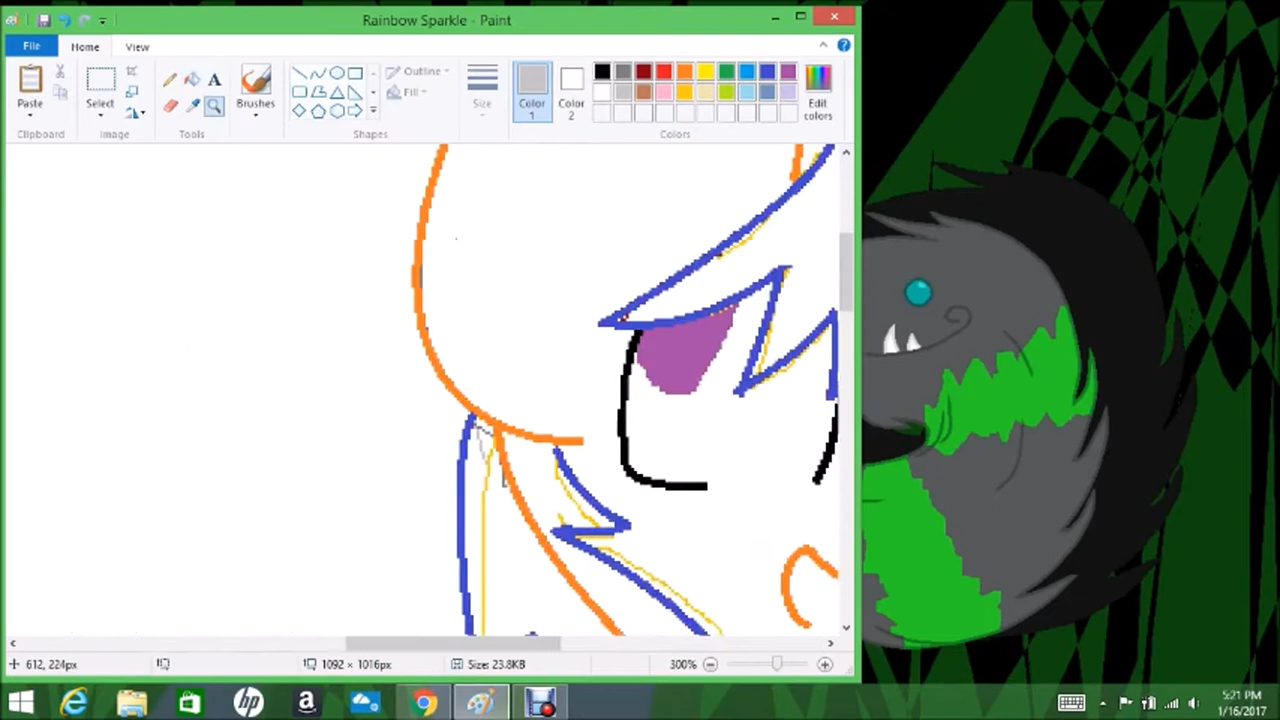 Rainbow Sparkle - Paint
File Home View
Paste
Select
A
Brushes
Outline
Fill
Size
Color 1
Color 2
Edit colors
Clipboard Image Tools Shapes Colors
612, 224px 1092 × 1016px Size: 23.8KB 300%
hp a
5:21 PM
1/16/2017